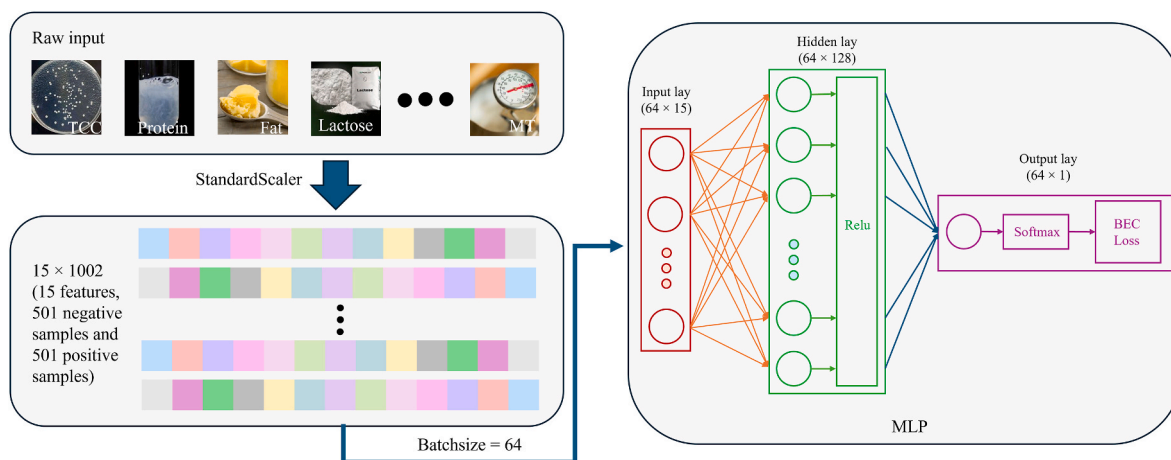 Raw input
TCC
Protein
Fat
Lactose
LACTOSE
MT
StandardScaler
15 × 1002
(15 features,
501 negative
samples and
501 positive
samples)
Batchsize = 64
Input lay
(64 × 15)
Hidden lay
(64 × 128)
Relu
Output lay
(64 × 1)
Softmax
BEC
Loss
MLP